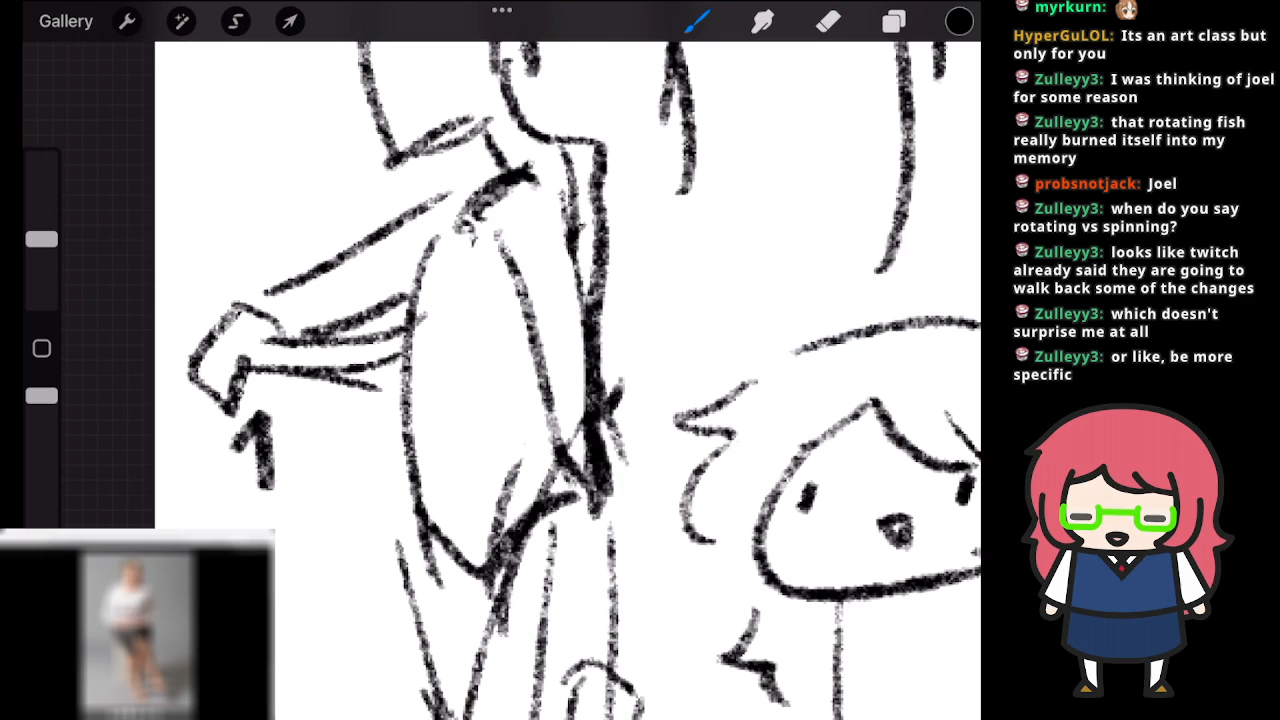 Gallery
myrkurn:
HyperGuLOL: Its an art class but
only for you
Zulleyy3: I was thinking of joel
for some reason
Zulleyy3: that rotating fish
really burned itself into my
memory
probsnotjack: Joel
Zulleyy3: when do you say
rotating vs spinning?
Zulleyy3: looks like twitch
already said they are going to
walk back some of the changes
Zulleyy3: which doesn't
surprise me at all
Zulleyy3: or like, be more
specific